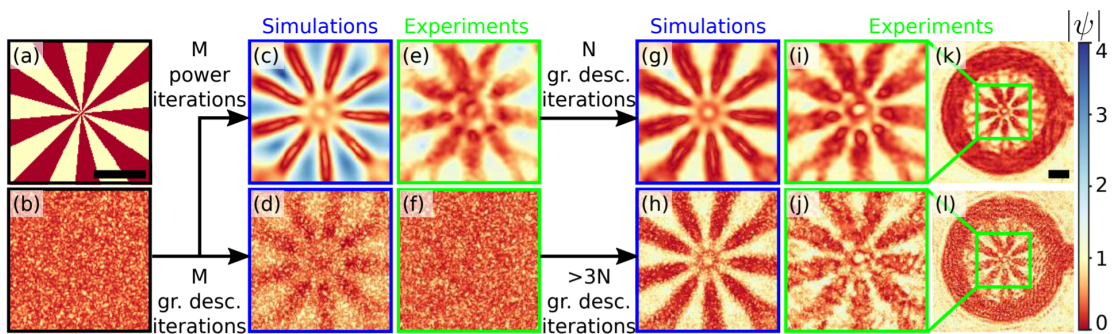 Simulations Experiments Simulations Experiments |ψ|
(a) M power iterations (c) (e) N gr. desc. (g) (i) (k) 4
3
2
(b) (d) (f) (h) (j) (l) 1
M gr. desc. iterations >3N gr. desc. iterations 0